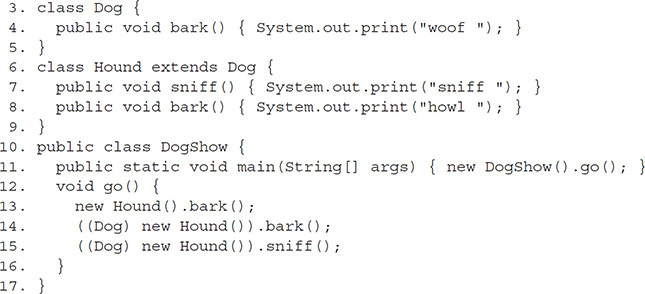 3. class Dog {
4.   public void bark() { System.out.print("woof "); }
5. }
6. class Hound extends Dog {
7.   public void sniff() { System.out.print("sniff "); }
8.   public void bark() { System.out.print("howl "); }
9. }
10. public class DogShow {
11.   public static void main(String[] args) { new DogShow().go(); }
12.   void go() {
13.     new Hound().bark();
14.     ((Dog) new Hound()).bark();
15.     ((Dog) new Hound()).sniff();
16.   }
17. }